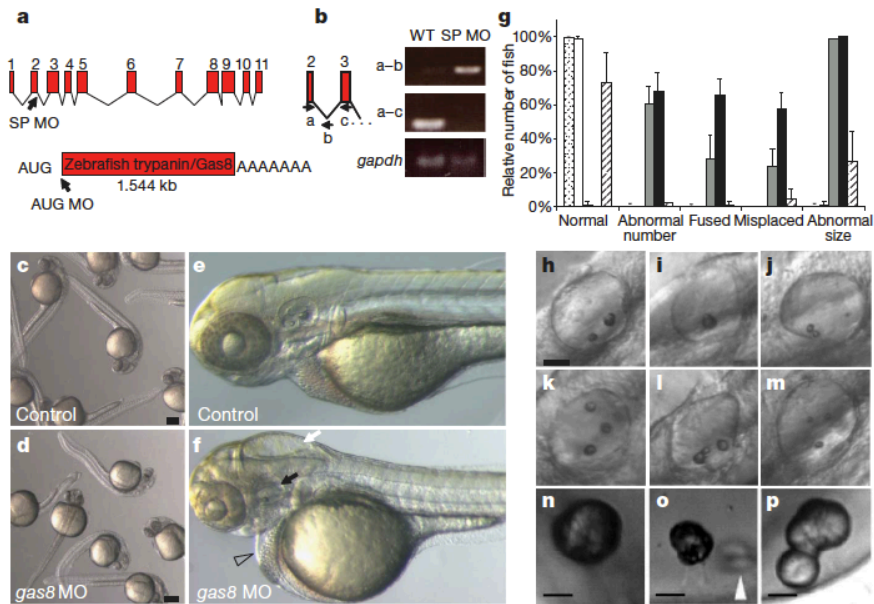 a
1 2 3 4 5 6 7 8 9 10 11
SP MO
AUG Zebrafish trypanin/Gas8 AAAAAAA
1.544 kb
AUG MO
b
WT SP MO
2 3
a–b
a c
b
a–c
gapdh
g
Relative number of fish
100%
80%
60%
40%
20%
0%
Normal Abnormal number Fused Misplaced Abnormal size
c
Control
e
Control
d
gas8 MO
f
gas8 MO
h
i
j
k
l
m
n
o
p